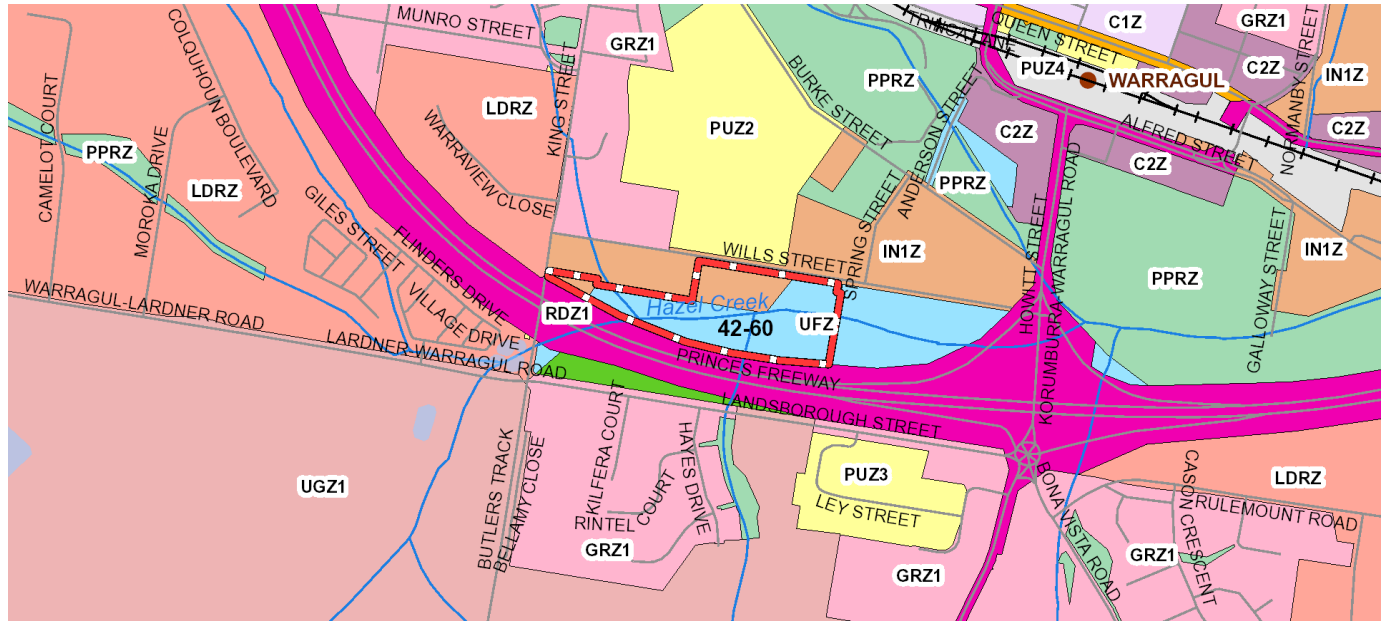 MUNRO STREET
COLQUHOUN BOULEVARD
GRZ1
KING STREET
TRINCA LANE
QUEEN STREET
C1Z
GRZ1
PUZ4
WARRAGUL
C2Z
NORMANBY STREET
IN1Z
BURKE STREET
PPRZ
ANDERSON STREET
LDRZ
PUZ2
WARRAVIEW CLOSE
C2Z
ALFRED STREET
C2Z
C2Z
CAMELOT COURT
PPRZ
MOROKA DRIVE
LDRZ
GILES STREET
FLINDERS DRIVE
VILLAGE DRIVE
PPRZ
SPRING STREET
HOWITT STREET
KORUMBURRA-WARRAGUL ROAD
IN1Z
WILLS STREET
IN1Z
PPRZ
GALLOWAY STREET
WARRAGUL-LARDNER ROAD
RDZ1
Hazel Creek
42-60
UFZ
LARDNER-WARRAGUL ROAD
PRINCES FREEWAY
LANDSBOROUGH STREET
UGZ1
BUTLERS TRACK
BELLAMY CLOSE
KILFERA COURT
RINTEL COURT
HAYES DRIVE
GRZ1
PUZ3
LEY STREET
GRZ1
BONA VISTA ROAD
CASON CRESCENT
LDRZ
RULEMOUNT ROAD
GRZ1